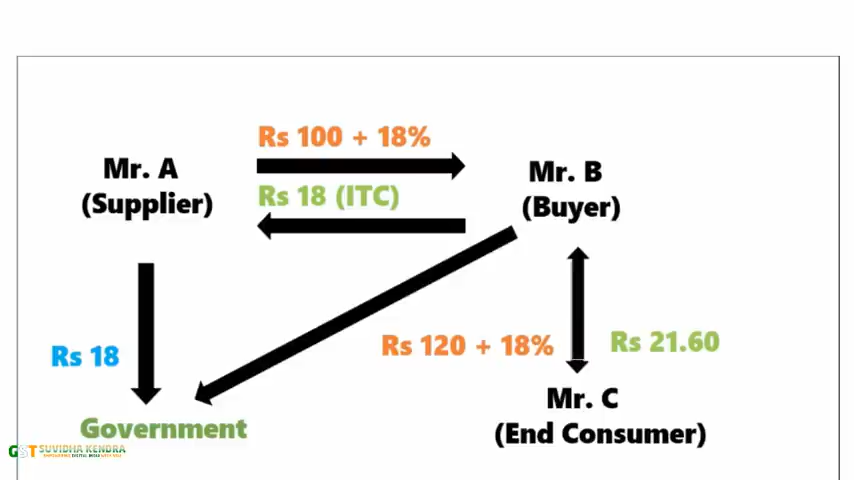 Rs 100 + 18%
Mr. A
(Supplier)
Rs 18 (ITC)
Mr. B
(Buyer)
Rs 18
Rs 120 + 18%
Rs 21.60
Government
Mr. C
(End Consumer)
GST SUVIDHA KENDRA